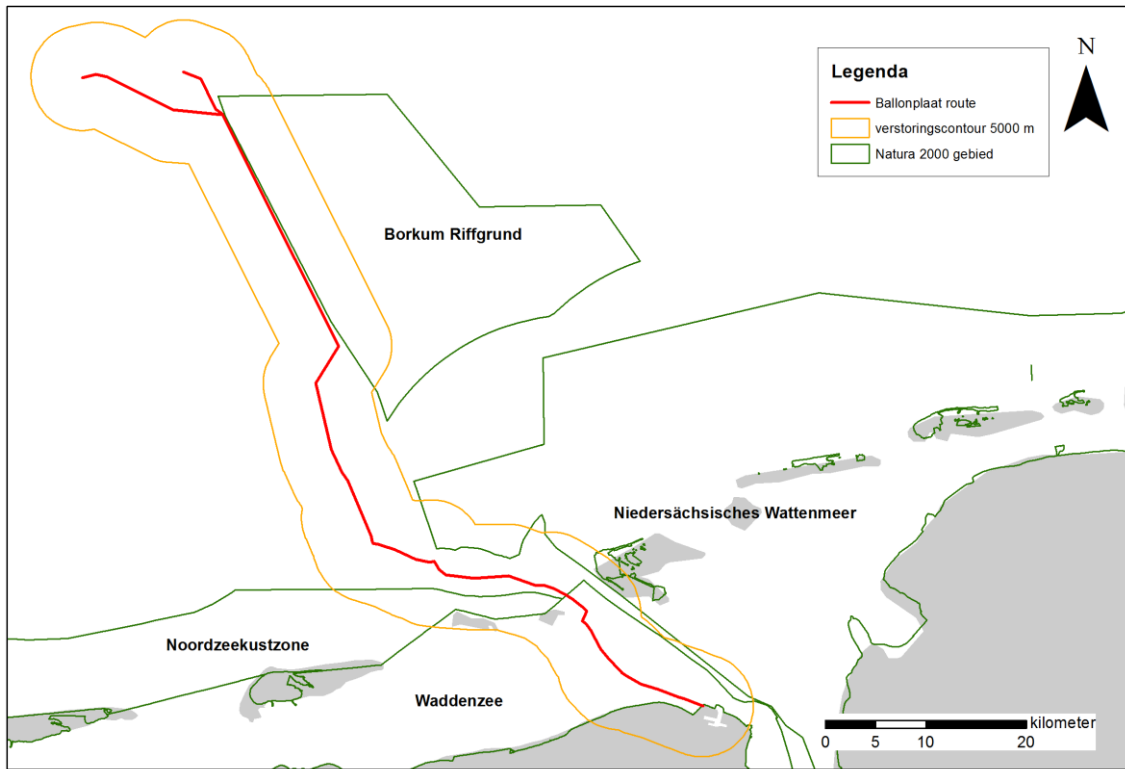 N
Legenda
Ballonplaat route
verstoringscontour 5000 m
Natura 2000 gebied
Borkum Riffgrund
Niedersächsisches Wattenmeer
Noordzeekustzone
Waddenzee
kilometer
0 5 10 20